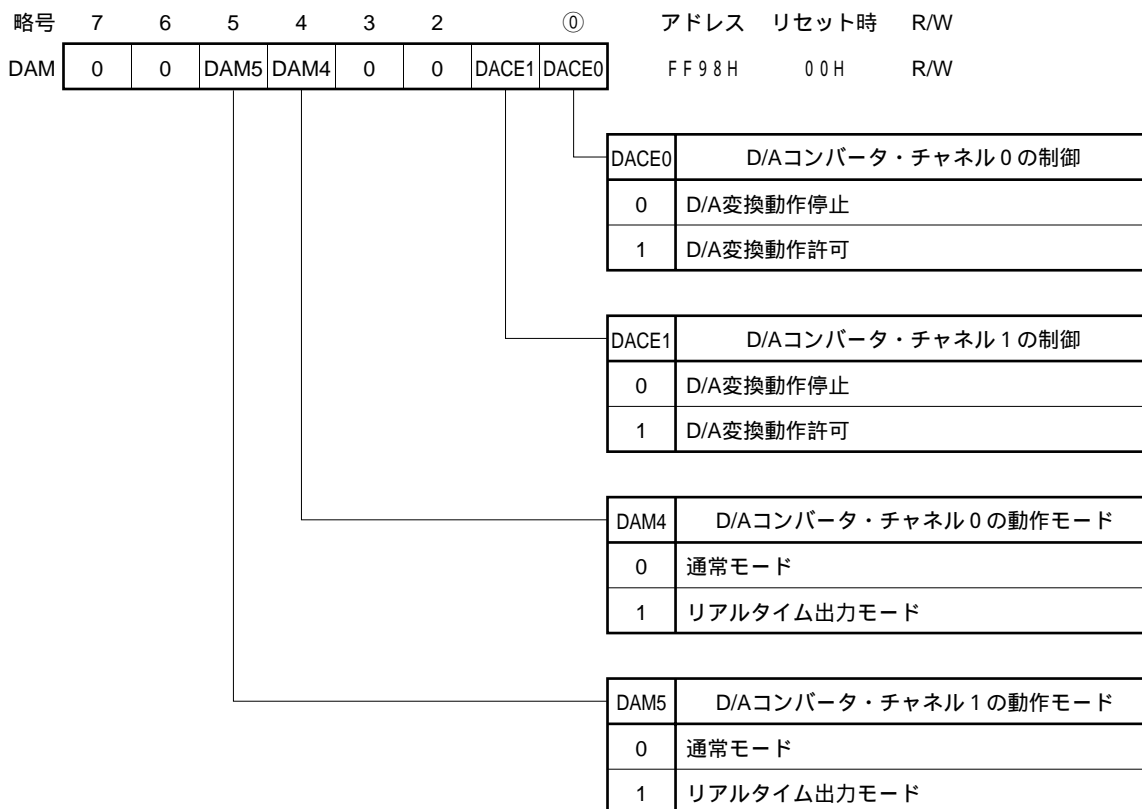 略号 7 6 5 4 3 2 ⓪ アドレス リセット時 R/W
DAM 0 0 DAM5 DAM4 0 0 DACE1 DACE0 FF98H 00H R/W
DACE0 D/Aコンバータ・チャネル0の制御
0 D/A変換動作停止
1 D/A変換動作許可
DACE1 D/Aコンバータ・チャネル1の制御
0 D/A変換動作停止
1 D/A変換動作許可
DAM4 D/Aコンバータ・チャネル0の動作モード
0 通常モード
1 リアルタイム出力モード
DAM5 D/Aコンバータ・チャネル1の動作モード
0 通常モード
1 リアルタイム出力モード